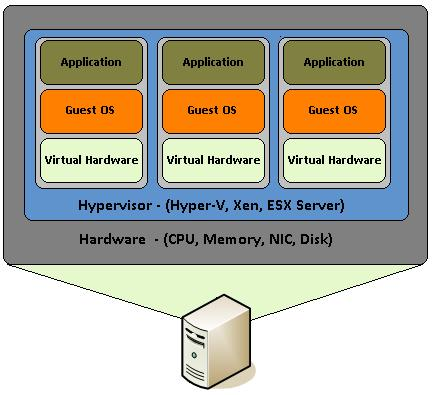 Application Application Application
Guest OS Guest OS Guest OS
Virtual Hardware Virtual Hardware Virtual Hardware
Hypervisor - (Hyper-V, Xen, ESX Server)
Hardware - (CPU, Memory, NIC, Disk)